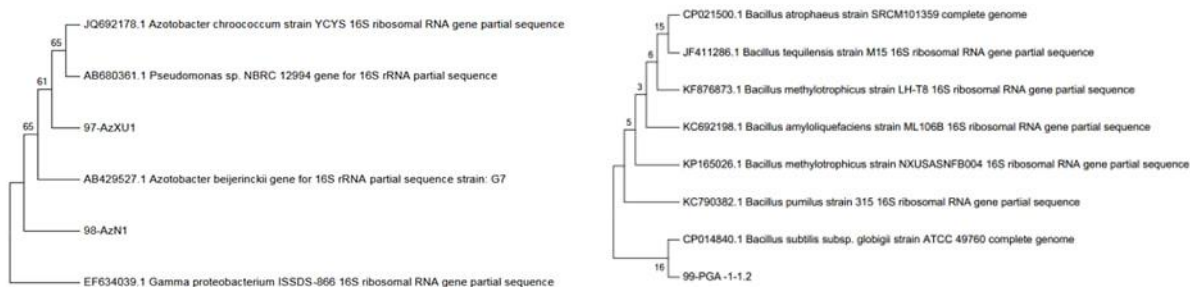 JQ692178.1 Azotobacter chroococcum strain YCYS 16S ribosomal RNA gene partial sequence
65
AB680361.1 Pseudomonas sp. NBRC 12994 gene for 16S rRNA partial sequence
61
97-AzXU1
65
AB429527.1 Azotobacter beijerinckii gene for 16S rRNA partial sequence strain: G7
98-AzN1
EF634039.1 Gamma proteobacterium ISSDS-866 16S ribosomal RNA gene partial sequence
CP021500.1 Bacillus atrophaeus strain SRCM101359 complete genome
15
JF411286.1 Bacillus tequilensis strain M15 16S ribosomal RNA gene partial sequence
6
KF876873.1 Bacillus methylotrophicus strain LH-T8 16S ribosomal RNA gene partial sequence
3
KC692198.1 Bacillus amyloliquefaciens strain ML106B 16S ribosomal RNA gene partial sequence
5
KP165026.1 Bacillus methylotrophicus strain NXUSASNFB004 16S ribosomal RNA gene partial sequence
KC790382.1 Bacillus pumilus strain 315 16S ribosomal RNA gene partial sequence
CP014840.1 Bacillus subtilis subsp. globigii strain ATCC 49760 complete genome
16
99-PGA -1-1.2